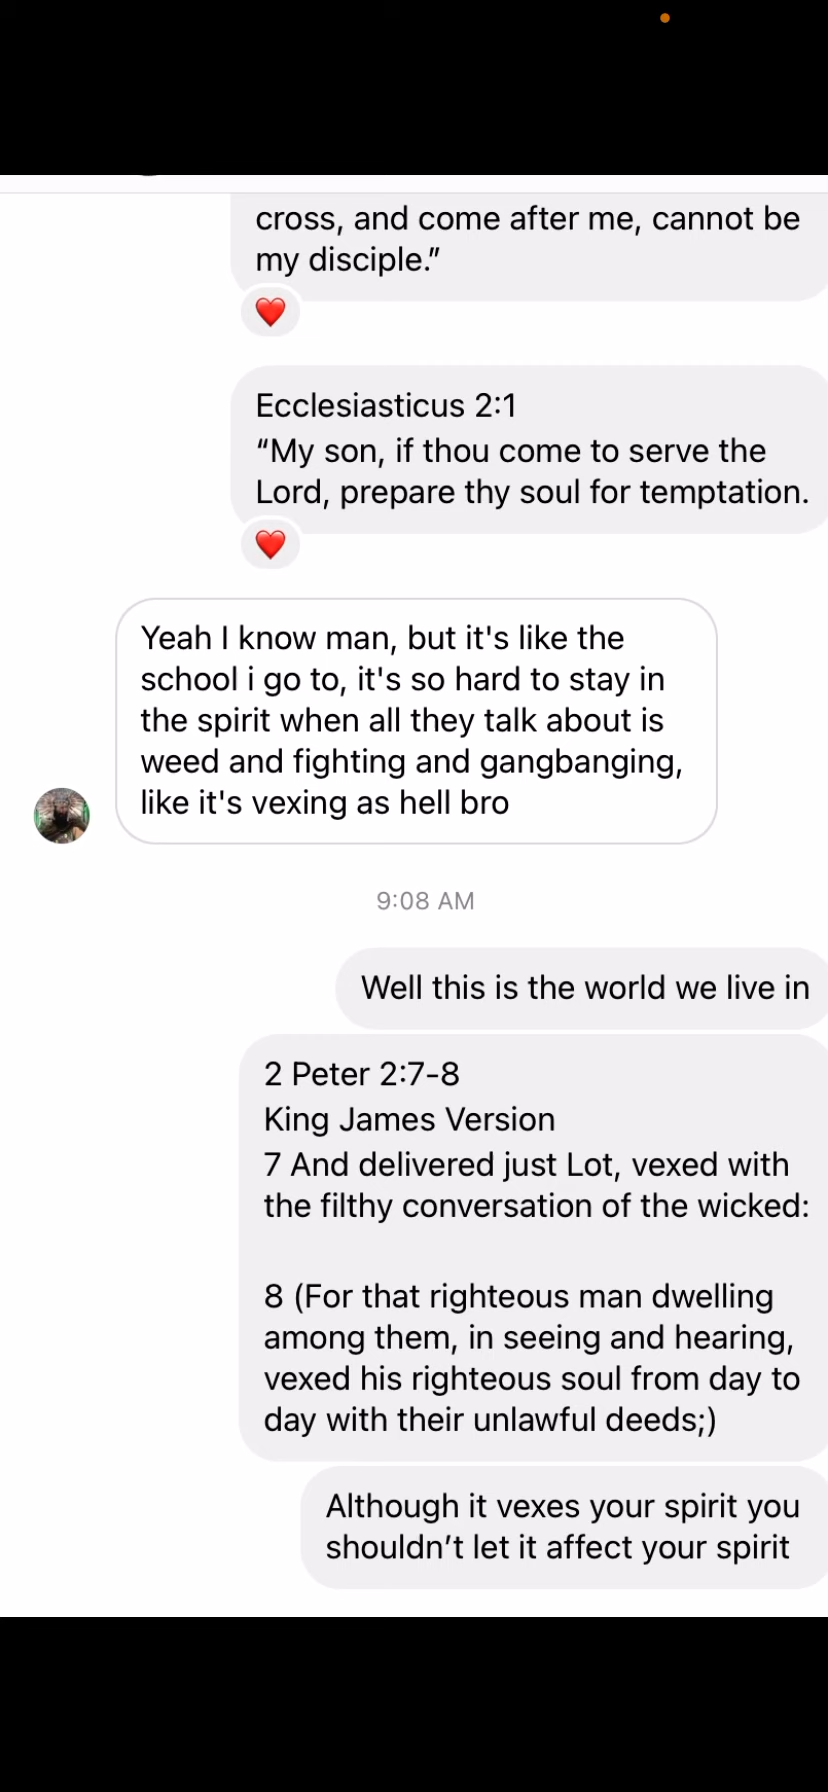 cross, and come after me, cannot be
my disciple.”
Ecclesiasticus 2:1
“My son, if thou come to serve the
Lord, prepare thy soul for temptation.
Yeah I know man, but it's like the
school i go to, it's so hard to stay in
the spirit when all they talk about is
weed and fighting and gangbanging,
like it's vexing as hell bro
9:08 AM
Well this is the world we live in
2 Peter 2:7-8
King James Version
7 And delivered just Lot, vexed with
the filthy conversation of the wicked:
8 (For that righteous man dwelling
among them, in seeing and hearing,
vexed his righteous soul from day to
day with their unlawful deeds;)
Although it vexes your spirit you
shouldn’t let it affect your spirit